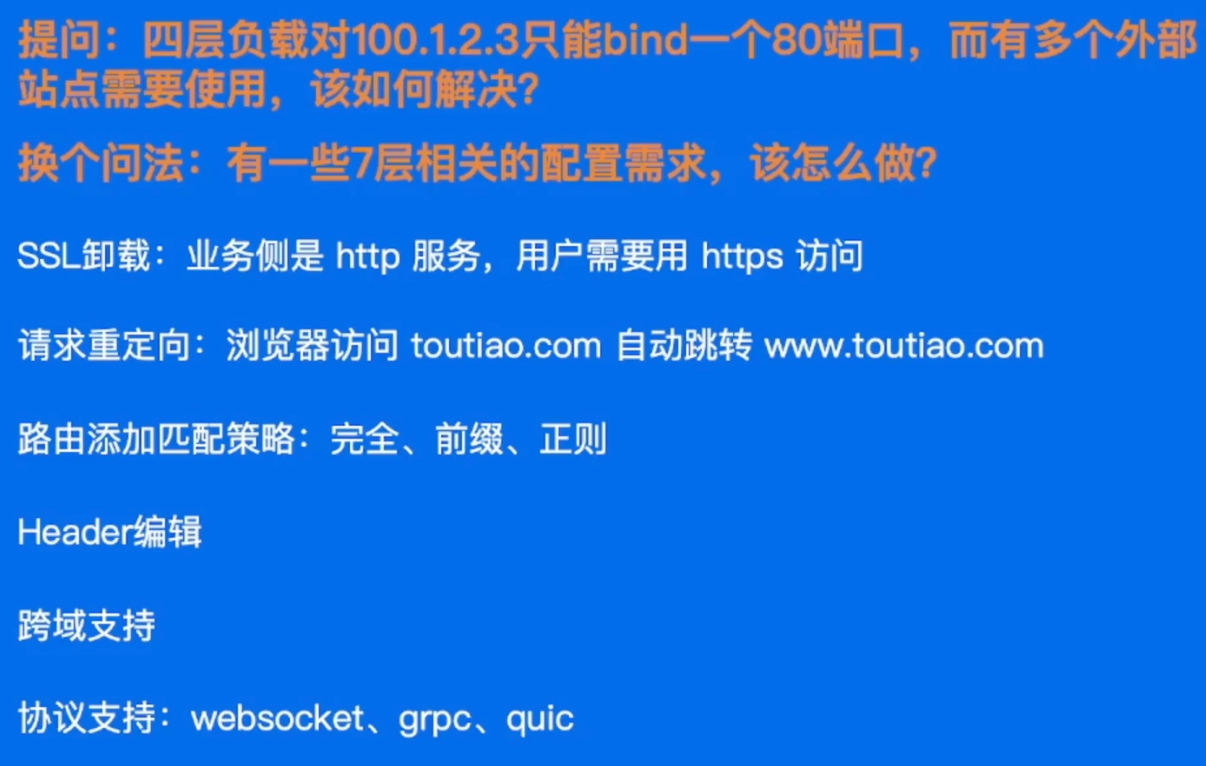 提问：四层负载对100.1.2.3只能bind一个80端口，而有多个外部
站点需要使用，该如何解决？
换个问法：有一些7层相关的配置需求，该怎么做？
SSL卸载：业务侧是 http 服务，用户需要用 https 访问
请求重定向：浏览器访问 toutiao.com 自动跳转 www.toutiao.com
路由添加匹配策略：完全、前缀、正则
Header编辑
跨域支持
协议支持：websocket、grpc、quic